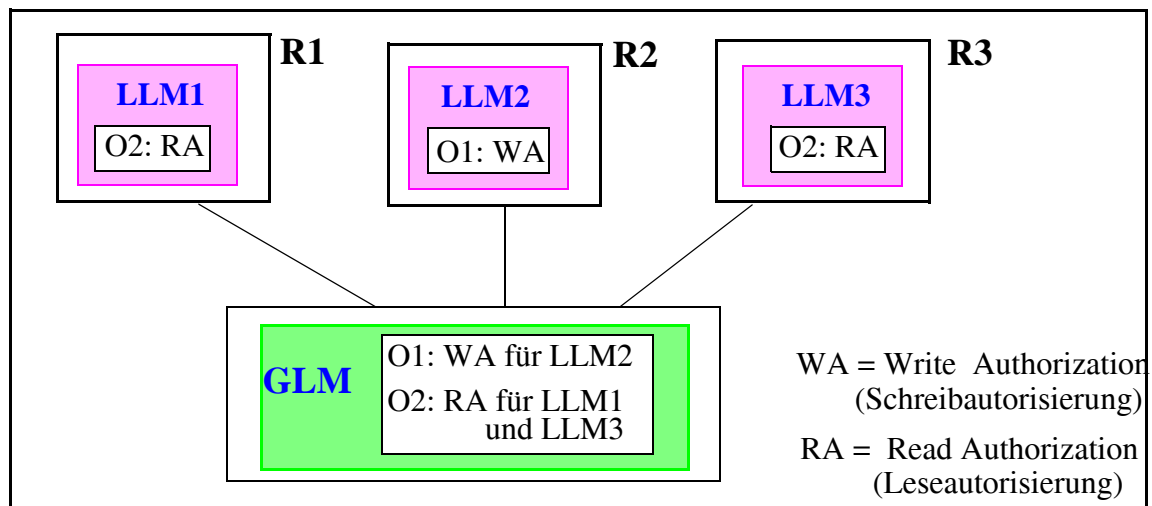 R1
LLM1
O2: RA
R2
LLM2
O1: WA
R3
LLM3
O2: RA
GLM
O1: WA für LLM2
O2: RA für LLM1
und LLM3
WA = Write Authorization
(Schreibautorisierung)
RA = Read Authorization
(Leseautorisierung)